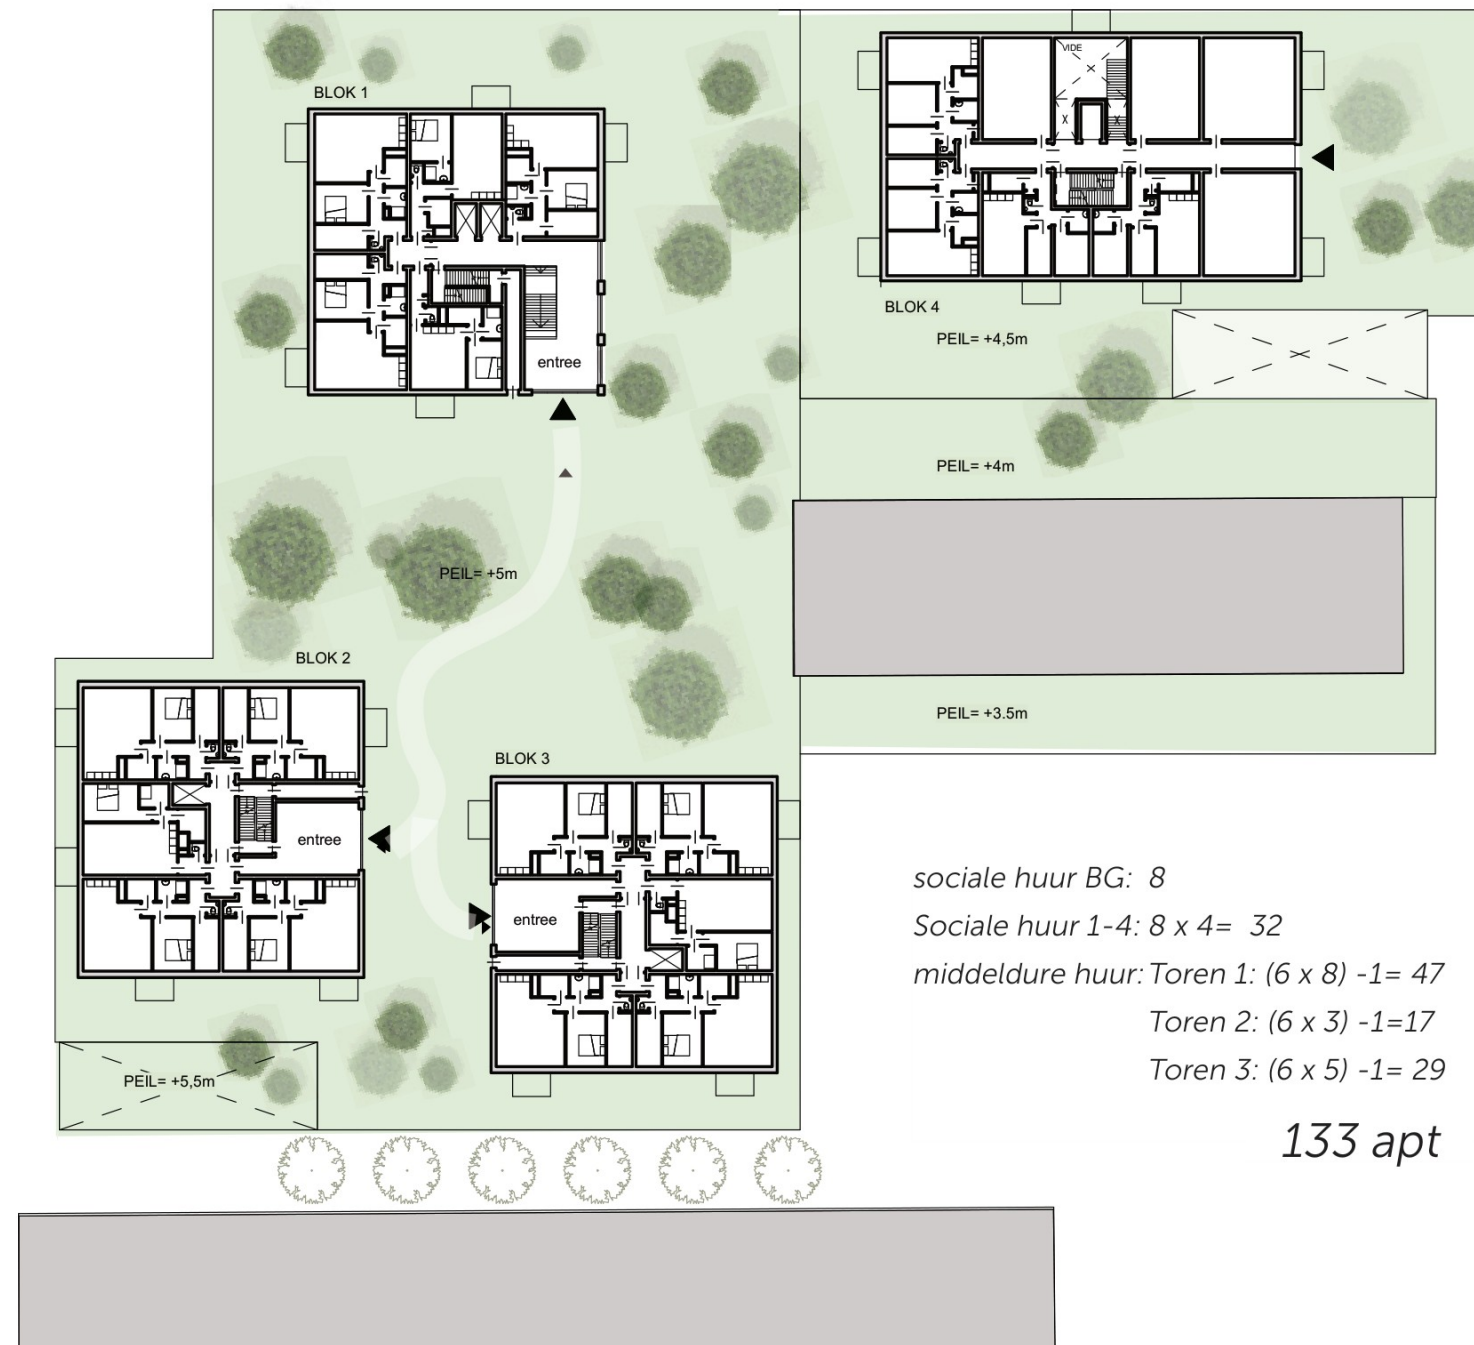 VIDE
BLOK 1
BLOK 4
PEIL= +4,5m
entree
PEIL= +4m
PEIL= +5m
BLOK 2
PEIL= +3.5m
BLOK 3
entree
entree
sociale huur BG: 8
Sociale huur 1-4: 8 x 4= 32
middeldure huur: Toren 1: (6 x 8) -1= 47
Toren 2: (6 x 3) -1=17
Toren 3: (6 x 5) -1= 29
PEIL= +5,5m
133 apt